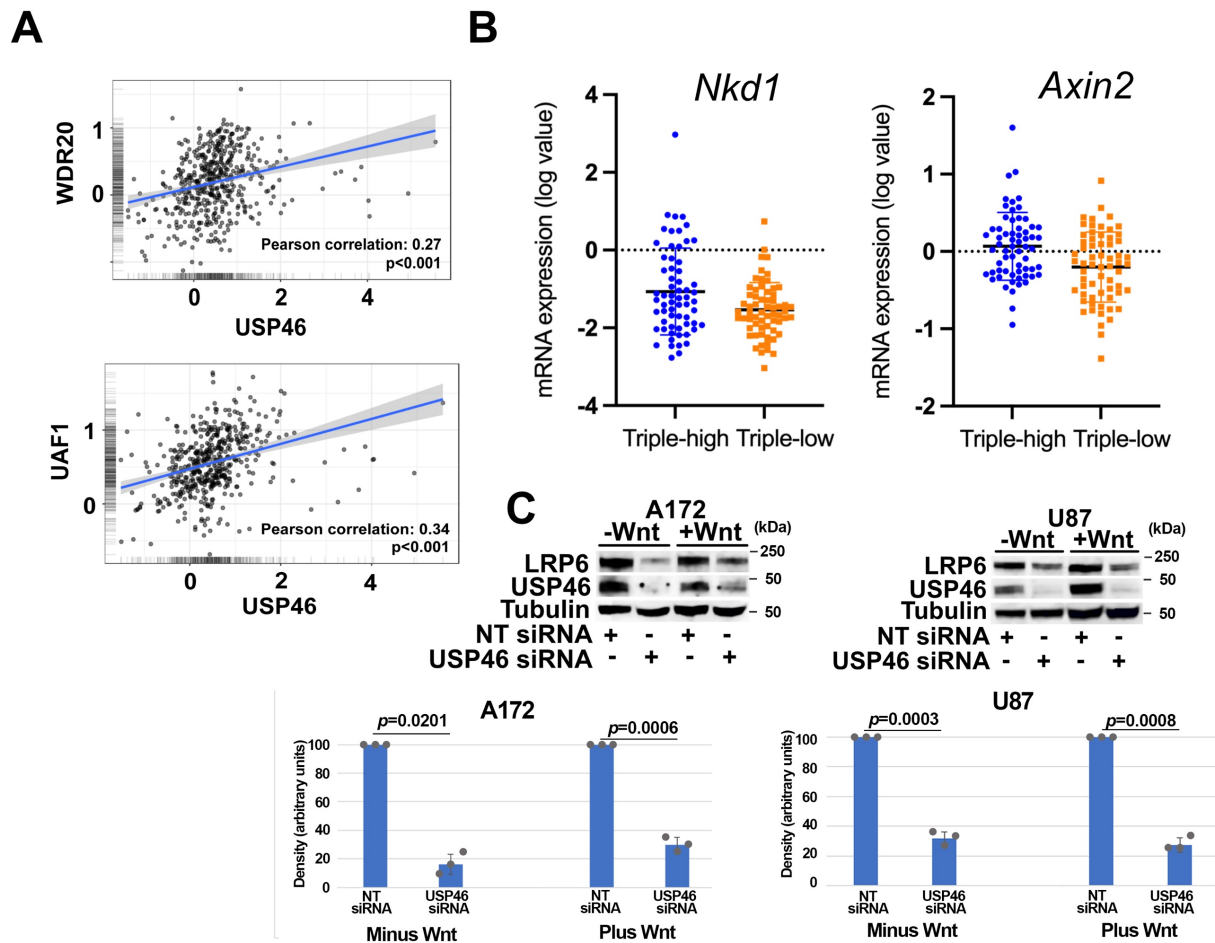 A
WDR20
1
0
Pearson correlation: 0.27
p<0.001
0 2 4
USP46
UAF1
1
0
Pearson correlation: 0.34
p<0.001
0 2 4
USP46
B
Nkd1
mRNA expression (log value)
4
2
0
-2
-4
Triple-high Triple-low
Axin2
mRNA expression (log value)
2
1
0
-1
-2
Triple-high Triple-low
C
A172
-Wnt +Wnt (kDa)
LRP6 250
USP46 50
Tubulin 50
NT siRNA + - + -
USP46 siRNA - + - +
U87
-Wnt +Wnt (kDa)
LRP6 250
USP46 50
Tubulin 50
NT siRNA + - + -
USP46 siRNA - + - +
A172
p=0.0201 p=0.0006
Density (arbitrary units)
100
80
60
40
20
0
NT siRNA USP46 siRNA NT siRNA USP46 siRNA
Minus Wnt Plus Wnt
U87
p=0.0003 p=0.0008
Density (arbitrary units)
100
80
60
40
20
0
NT siRNA USP46 siRNA NT siRNA USP46 siRNA
Minus Wnt Plus Wnt